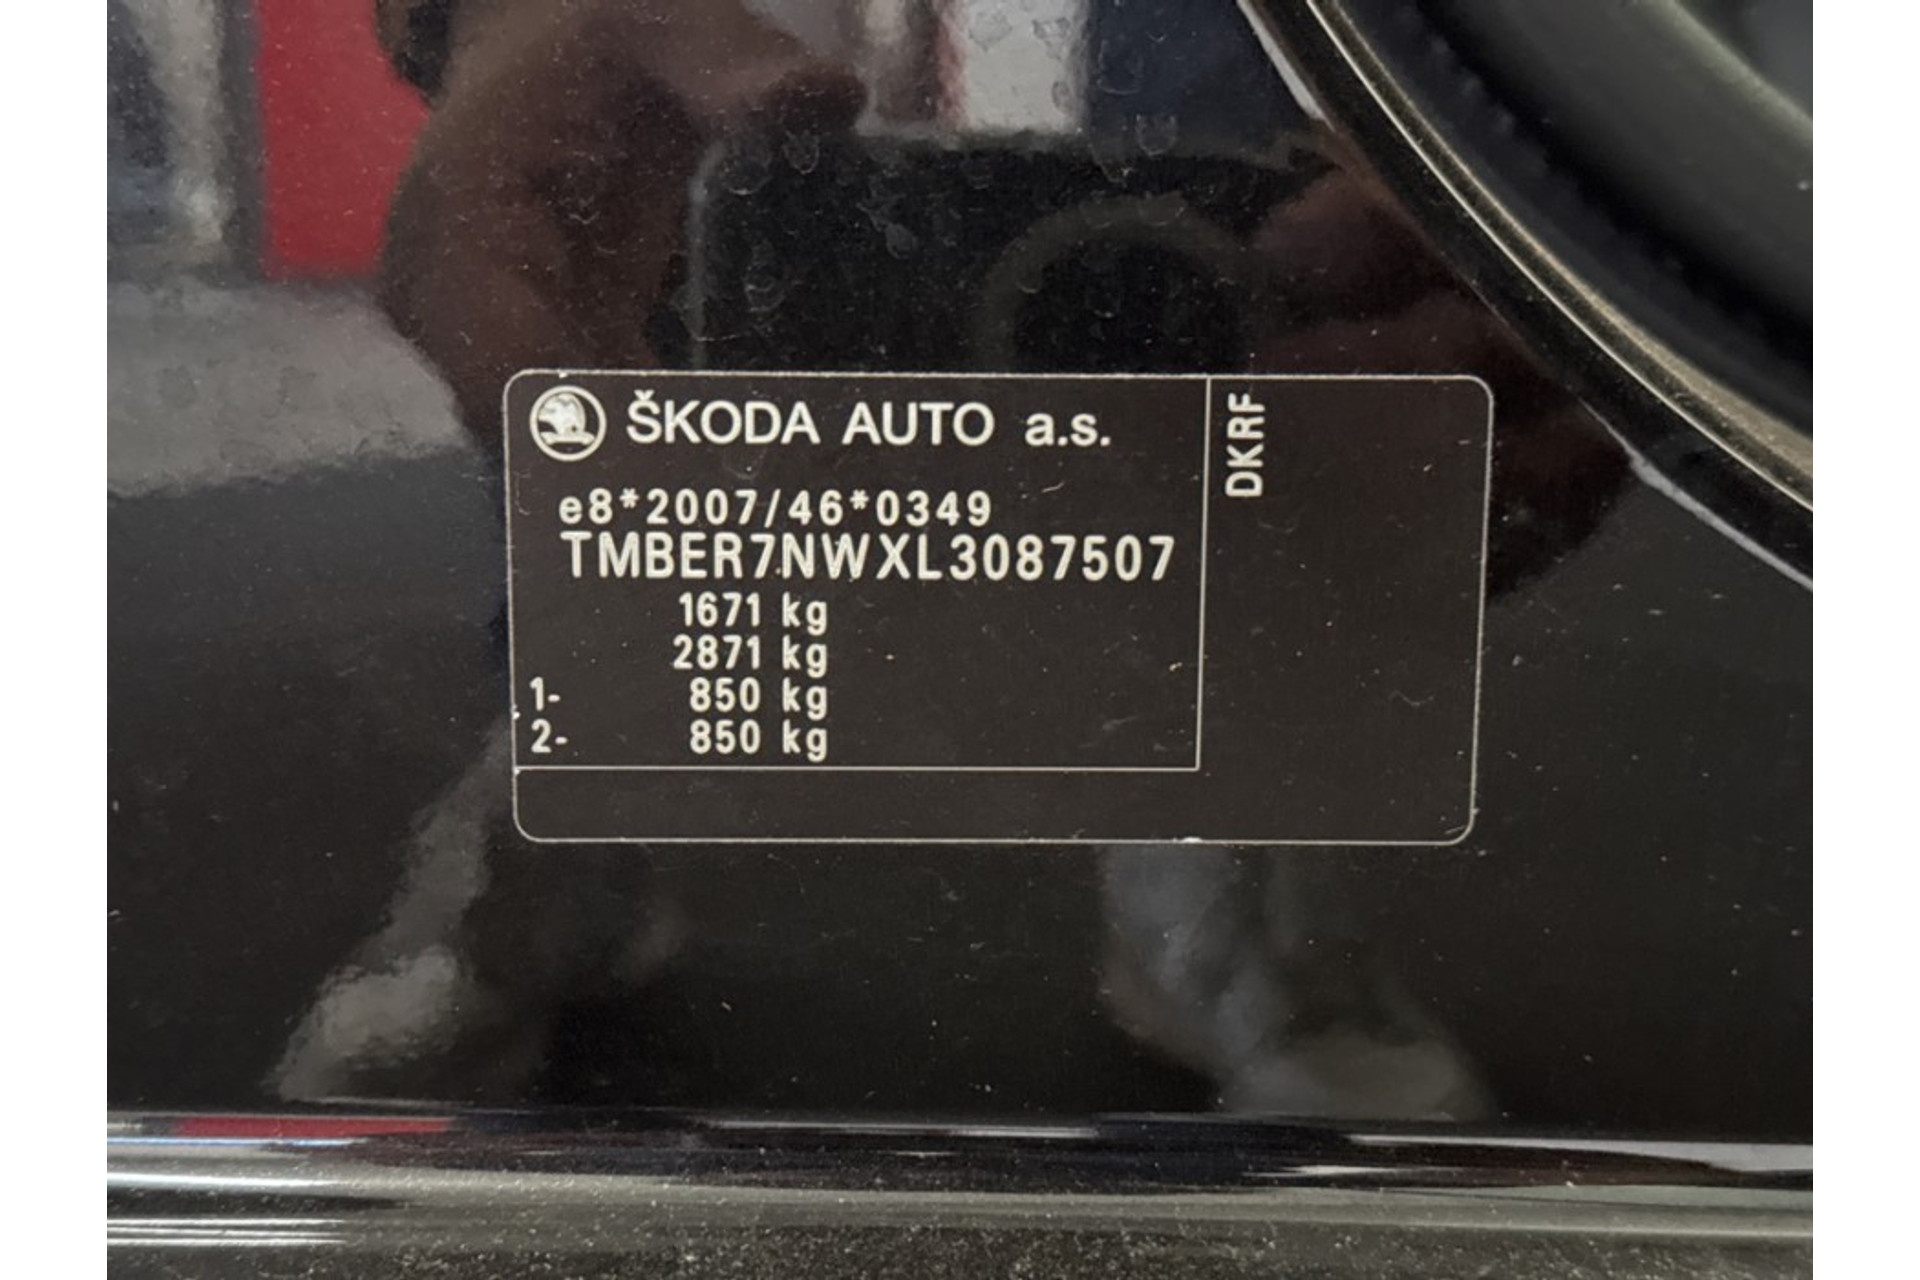 ŠKODA AUTO a.s.
e8*2007/46*0349
TMBER7NWXL3087507
1671 kg
2871 kg
1- 850 kg
2- 850 kg
DKRF